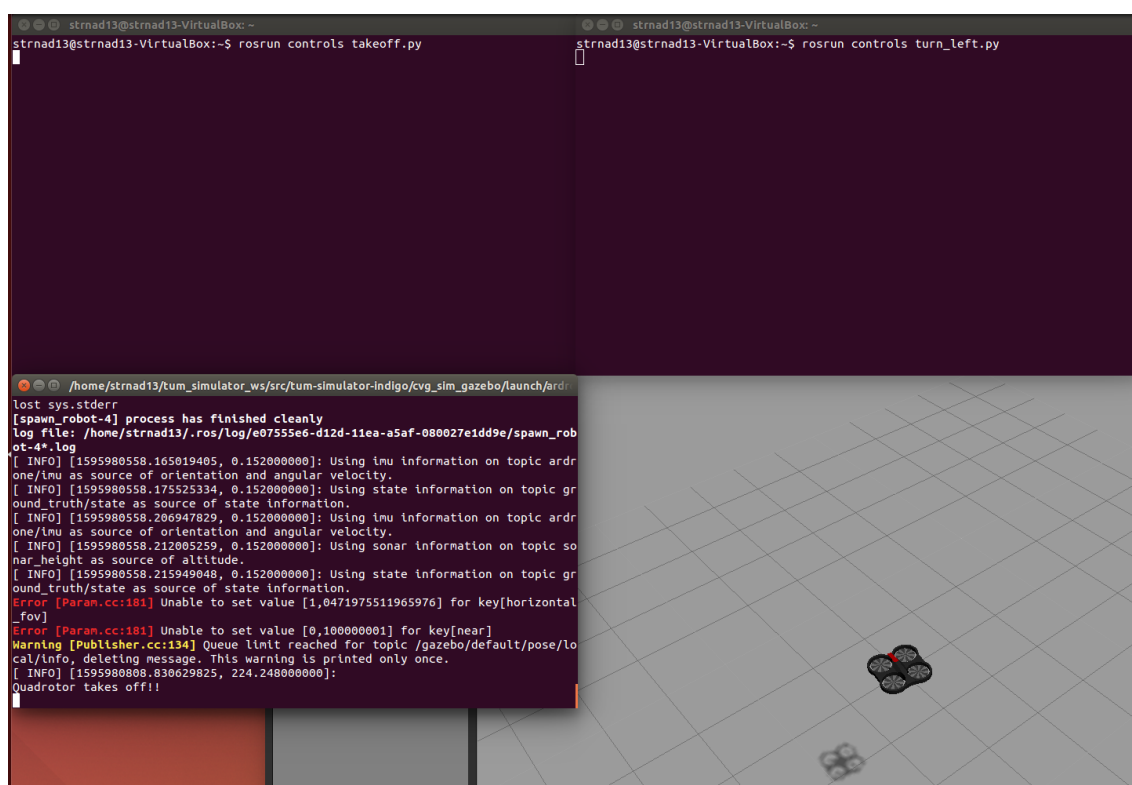 strnad13@strnad13-VirtualBox: ~
strnad13@strnad13-VirtualBox:~$ rosrun controls takeoff.py
strnad13@strnad13-VirtualBox: ~
strnad13@strnad13-VirtualBox:~$ rosrun controls turn_left.py
/home/strnad13/tum_simulator_ws/src/tum-simulator-indigo/cvg_sim_gazebo/launch/ardr
lost sys.stderr
[spawn_robot-4] process has finished cleanly
log file: /home/strnad13/.ros/log/e07555e6-d12d-11ea-a5af-080027e1dd9e/spawn_rob
ot-4*.log
[ INFO] [1595980558.165019405, 0.152000000]: Using imu information on topic ardr
one/imu as source of orientation and angular velocity.
[ INFO] [1595980558.175525334, 0.152000000]: Using state information on topic gr
ound_truth/state as source of state information.
[ INFO] [1595980558.206947829, 0.152000000]: Using imu information on topic ardr
one/imu as source of orientation and angular velocity.
[ INFO] [1595980558.212005259, 0.152000000]: Using sonar information on topic so
nar_height as source of altitude.
[ INFO] [1595980558.215949048, 0.152000000]: Using state information on topic gr
ound_truth/state as source of state information.
Error [Param.cc:181] Unable to set value [1,0471975511965976] for key[horizontal
_fov]
Error [Param.cc:181] Unable to set value [0,100000001] for key[near]
Warning [Publisher.cc:134] Queue limit reached for topic /gazebo/default/pose/lo
cal/info, deleting message. This warning is printed only once.
[ INFO] [1595980808.830629825, 224.248000000]:
Quadrotor takes off!!